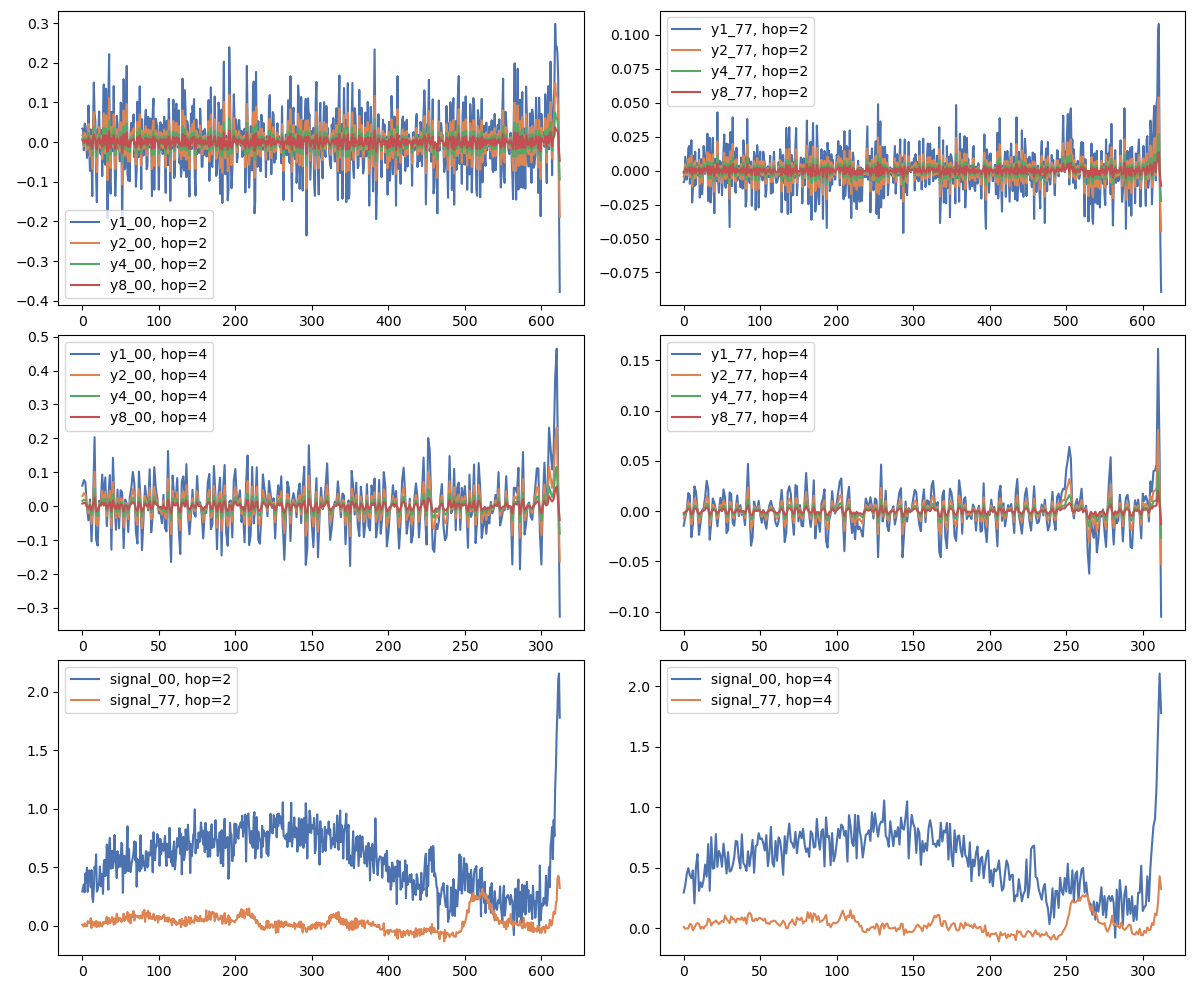 0.3
0.2
0.1
0.0
−0.1
−0.2
−0.3
−0.4
y1_00, hop=2
y2_00, hop=2
y4_00, hop=2
y8_00, hop=2
0 100 200 300 400 500 600
0.100
0.075
0.050
0.025
0.000
−0.025
−0.050
−0.075
y1_77, hop=2
y2_77, hop=2
y4_77, hop=2
y8_77, hop=2
0 100 200 300 400 500 600
0.5
0.4
0.3
0.2
0.1
0.0
−0.1
−0.2
−0.3
y1_00, hop=4
y2_00, hop=4
y4_00, hop=4
y8_00, hop=4
0 50 100 150 200 250 300
0.15
0.10
0.05
0.00
−0.05
−0.10
y1_77, hop=4
y2_77, hop=4
y4_77, hop=4
y8_77, hop=4
0 50 100 150 200 250 300
2.0
1.5
1.0
0.5
0.0
signal_00, hop=2
signal_77, hop=2
0 100 200 300 400 500 600
2.0
1.5
1.0
0.5
0.0
signal_00, hop=4
signal_77, hop=4
0 50 100 150 200 250 300